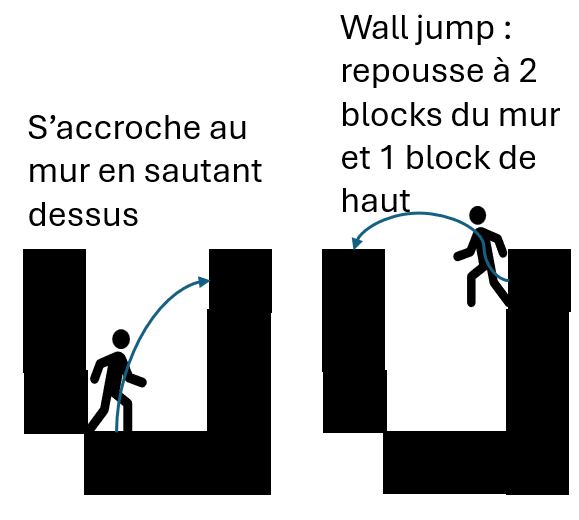 S’accroche au
mur en sautant
dessus
Wall jump :
repousse à 2
blocks du mur
et 1 block de
haut